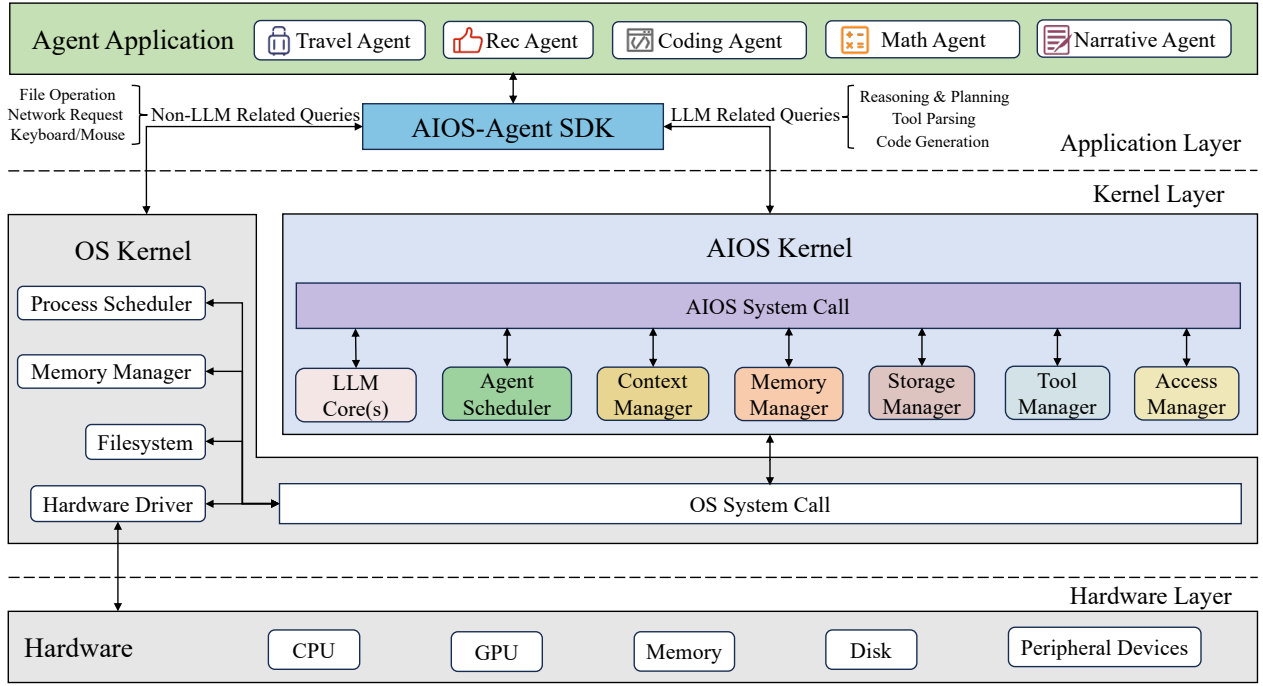 Agent Application
Travel Agent
Rec Agent
Coding Agent
Math Agent
Narrative Agent
File Operation
Network Request
Keyboard/Mouse
Non-LLM Related Queries
AIOS-Agent SDK
LLM Related Queries
Reasoning & Planning
Tool Parsing
Code Generation
Application Layer
Kernel Layer
OS Kernel
Process Scheduler
Memory Manager
Filesystem
Hardware Driver
AIOS Kernel
AIOS System Call
LLM
Core(s)
Agent
Scheduler
Context
Manager
Memory
Manager
Storage
Manager
Tool
Manager
Access
Manager
OS System Call
Hardware Layer
Hardware
CPU
GPU
Memory
Disk
Peripheral Devices